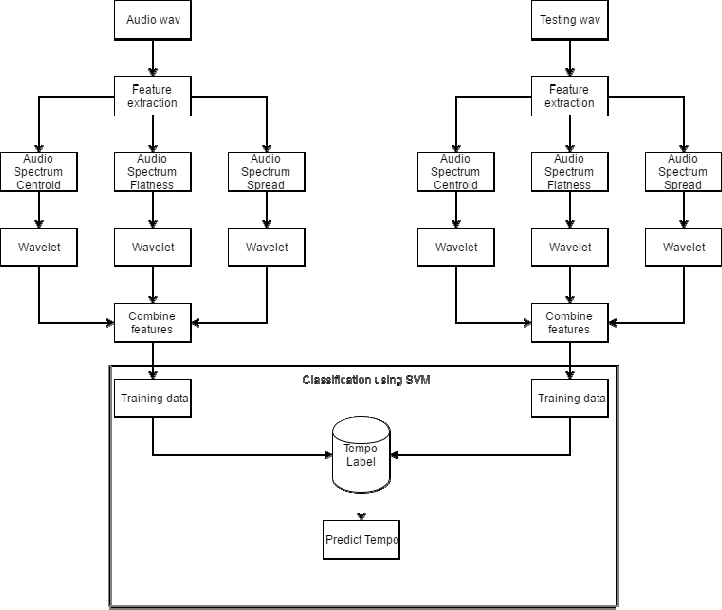 Audio wav
Testing wav
Feature
extraction
Feature
extraction
Audio
Spectrum
Centroid
Audio
Spectrum
Flatness
Audio
Spectrum
Spread
Audio
Spectrum
Centroid
Audio
Spectrum
Flatness
Audio
Spectrum
Spread
Wavelet
Wavelet
Wavelet
Wavelet
Wavelet
Wavelet
Combine
features
Combine
features
Classification using SVM
Training data
Training data
Tempo
Label
Predict Tempo